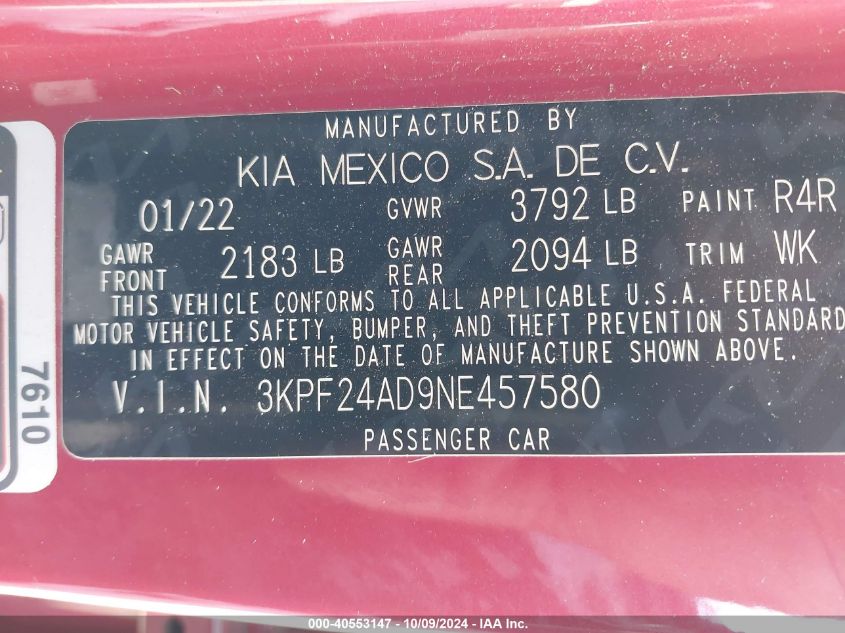 MANUFACTURED BY
KIA MEXICO S.A. DE C.V.
01/22 GVWR 3792 LB PAINT R4R
GAWR FRONT 2183 LB GAWR REAR 2094 LB TRIM WK
THIS VEHICLE CONFORMS TO ALL APPLICABLE U.S.A. FEDERAL
MOTOR VEHICLE SAFETY, BUMPER, AND THEFT PREVENTION STANDARD
IN EFFECT ON THE DATE OF MANUFACTURE SHOWN ABOVE.
V.I.N. 3KPF24AD9NE457580
PASSENGER CAR
7610
000-40553147 - 10/09/2024 - IAA, Inc.